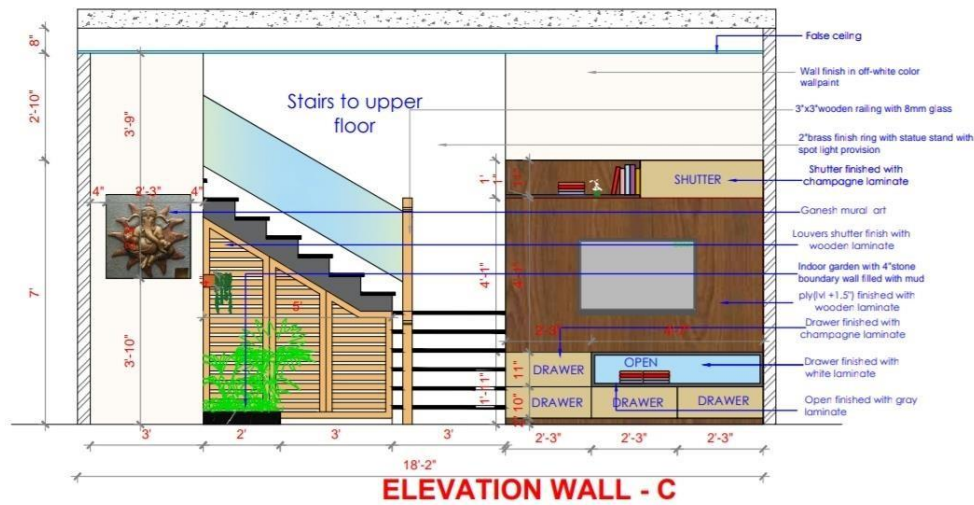 8"
False ceiling
Wall finish in off-white color
wallpaint
2'-10"
Stairs to upper
floor
3'-9"
3"x3"wooden railing with 8mm glass
2"brass finish ring with statue stand with
spot light provision
1'
1"
SHUTTER
Shutter finished with
champagne laminate
4"
2'-3"
4"
Ganesh mural art
Louvers shutter finish with
wooden laminate
Indoor garden with 4"stone
boundary wall filled with mud
7'
4'-1"
5'
ply(lvl +1.5") finished with
wooden laminate
2'-3"
Drawer finished with
champagne laminate
3'-10"
DRAWER
OPEN
11"
Drawer finished with
white laminate
1'-11"
10"
DRAWER
DRAWER
DRAWER
Open finished with gray
laminate
3'
2'
3'
3'
2'-3"
2'-3"
2'-3"
18'-2"
ELEVATION WALL - C